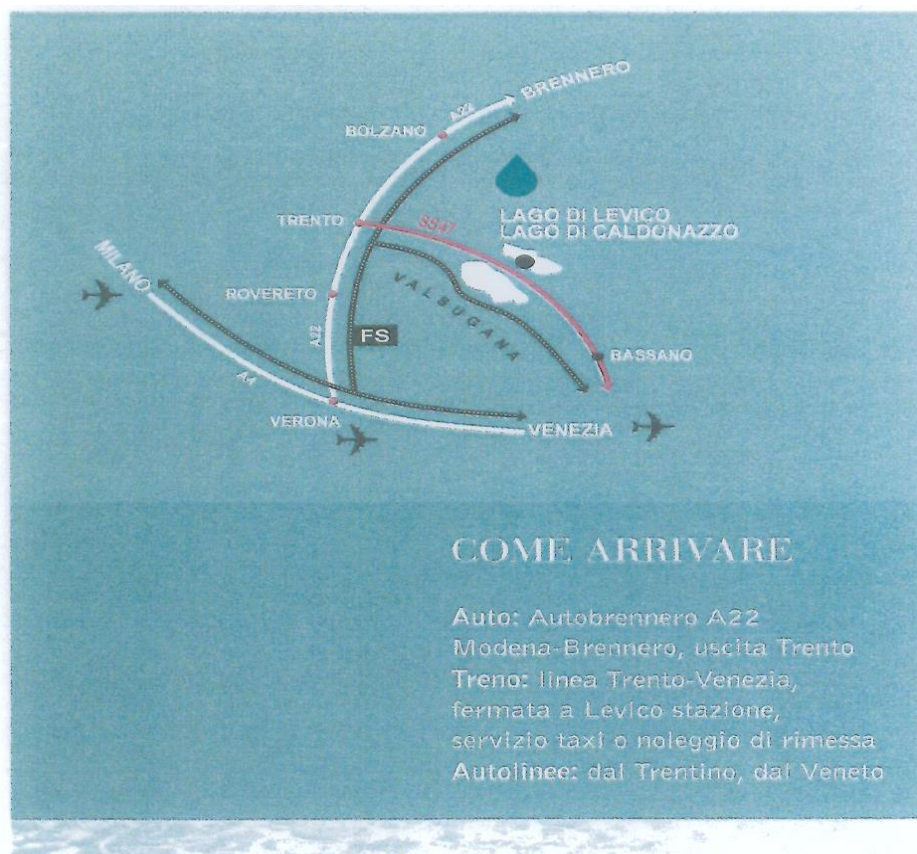 BRENNERO
A22
BOLZANO
TRENTO
SS47
LAGO DI LEVICO
LAGO DI CALDONAZZO
MILANO
ROVERETO
VALSUGANA
A22
FS
BASSANO
A4
VERONA
VENEZIA
COME ARRIVARE
Auto: Autobrennero A22
Modena-Brennero, uscita Trento
Treno: linea Trento-Venezia,
fermata a Levico stazione,
servizio taxi o noleggio di rimessa
Autolinee: dal Trentino, dal Veneto